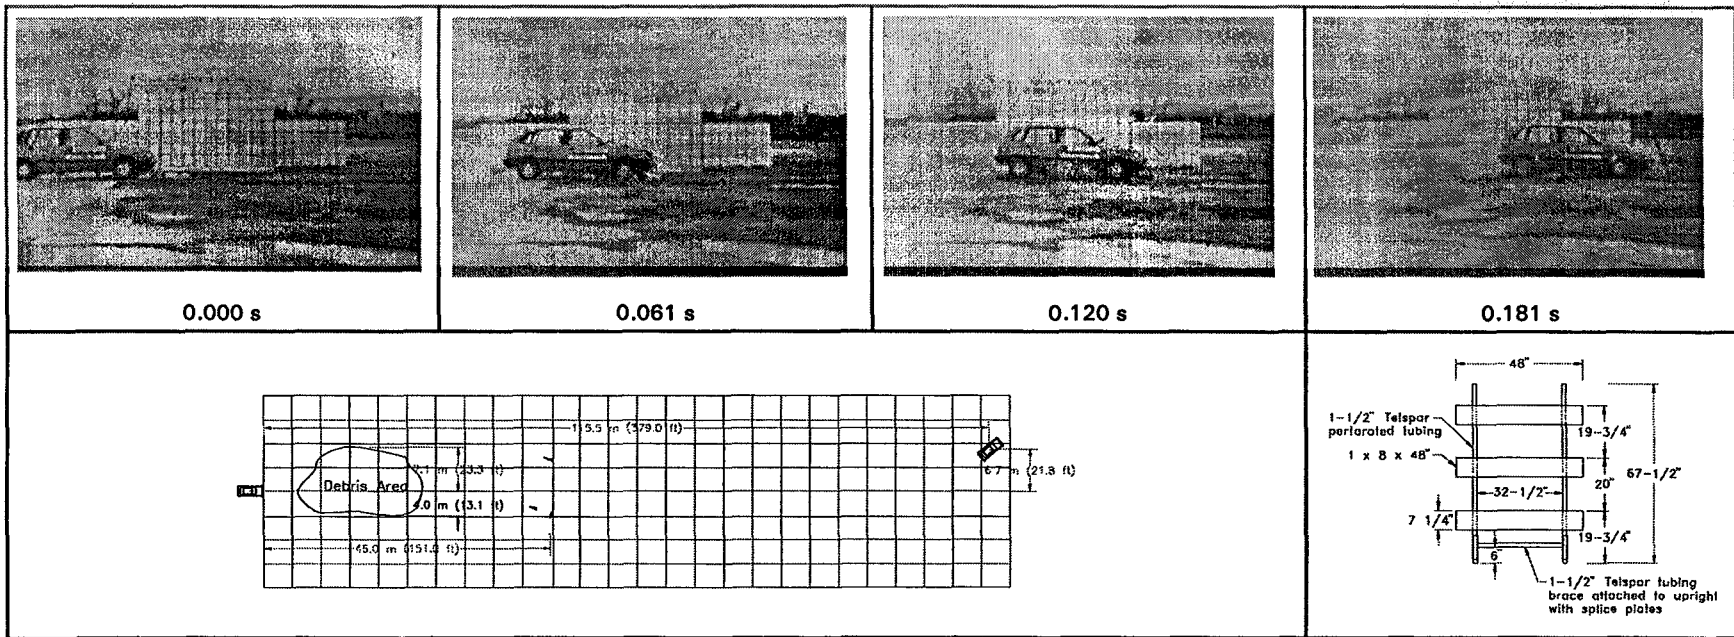 0.000 s
0.061 s
0.120 s
0.181 s
115.5 m (379.0 ft)
7.1 m (23.3 ft)
6.7 m (21.8 ft)
Debris Area
4.0 m (13.1 ft)
(151.0 ft)
48"
1-1/2" Telspar
perforated tubing
19-3/4"
1 x 8 x 48"
20"
67-1/2"
32-1/2"
7 1/4"
19-3/4"
6"
1-1/2" Telspar tubing
brace attached to upright
with splice plates